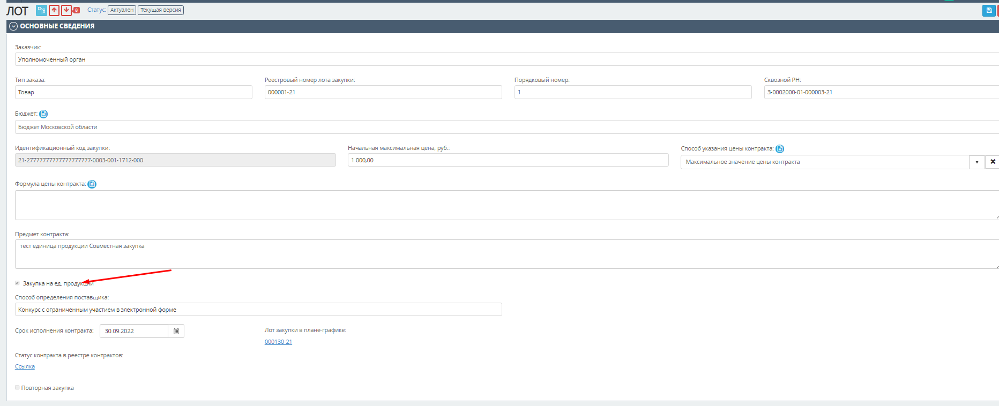 ЛОТ 8 Статус: Актуален Текущая версия
ОСНОВНЫЕ СВЕДЕНИЯ
Заказчик:
Уполномоченный орган
Тип заказа: Реестровый номер лота закупки: Порядковый номер: Сквозной РН:
Товар 000001-21 1 3-0002000-01-000003-21
Бюджет:
Бюджет Московской области
Идентификационный код закупки: Начальная максимальная цена, руб.: Способ указания цены контракта:
21-27777777777777777777-0003-001-1712-000 1 000,00 Максимальное значение цены контракта
Формула цены контракта:
Предмет контракта:
тест единица продукции Совместная закупка
Закупка на ед. продукции
Способ определения поставщика:
Конкурс с ограниченным участием в электронной форме
Срок исполнения контракта: 30.09.2022 Лот закупки в плане-графике:
000130-21
Статус контракта в реестре контрактов:
Ссылка
Повторная закупка